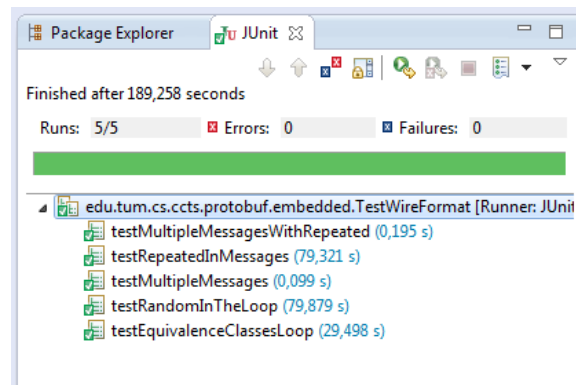 Package Explorer JUnit
Finished after 189,258 seconds
Runs: 5/5 Errors: 0 Failures: 0
edu.tum.cs.ccts.protobuf.embedded.TestWireFormat [Runner: JUnit
testMultipleMessagesWithRepeated (0,195 s)
testRepeatedInMessages (79,321 s)
testMultipleMessages (0,099 s)
testRandomInTheLoop (79,879 s)
testEquivalenceClassesLoop (29,498 s)